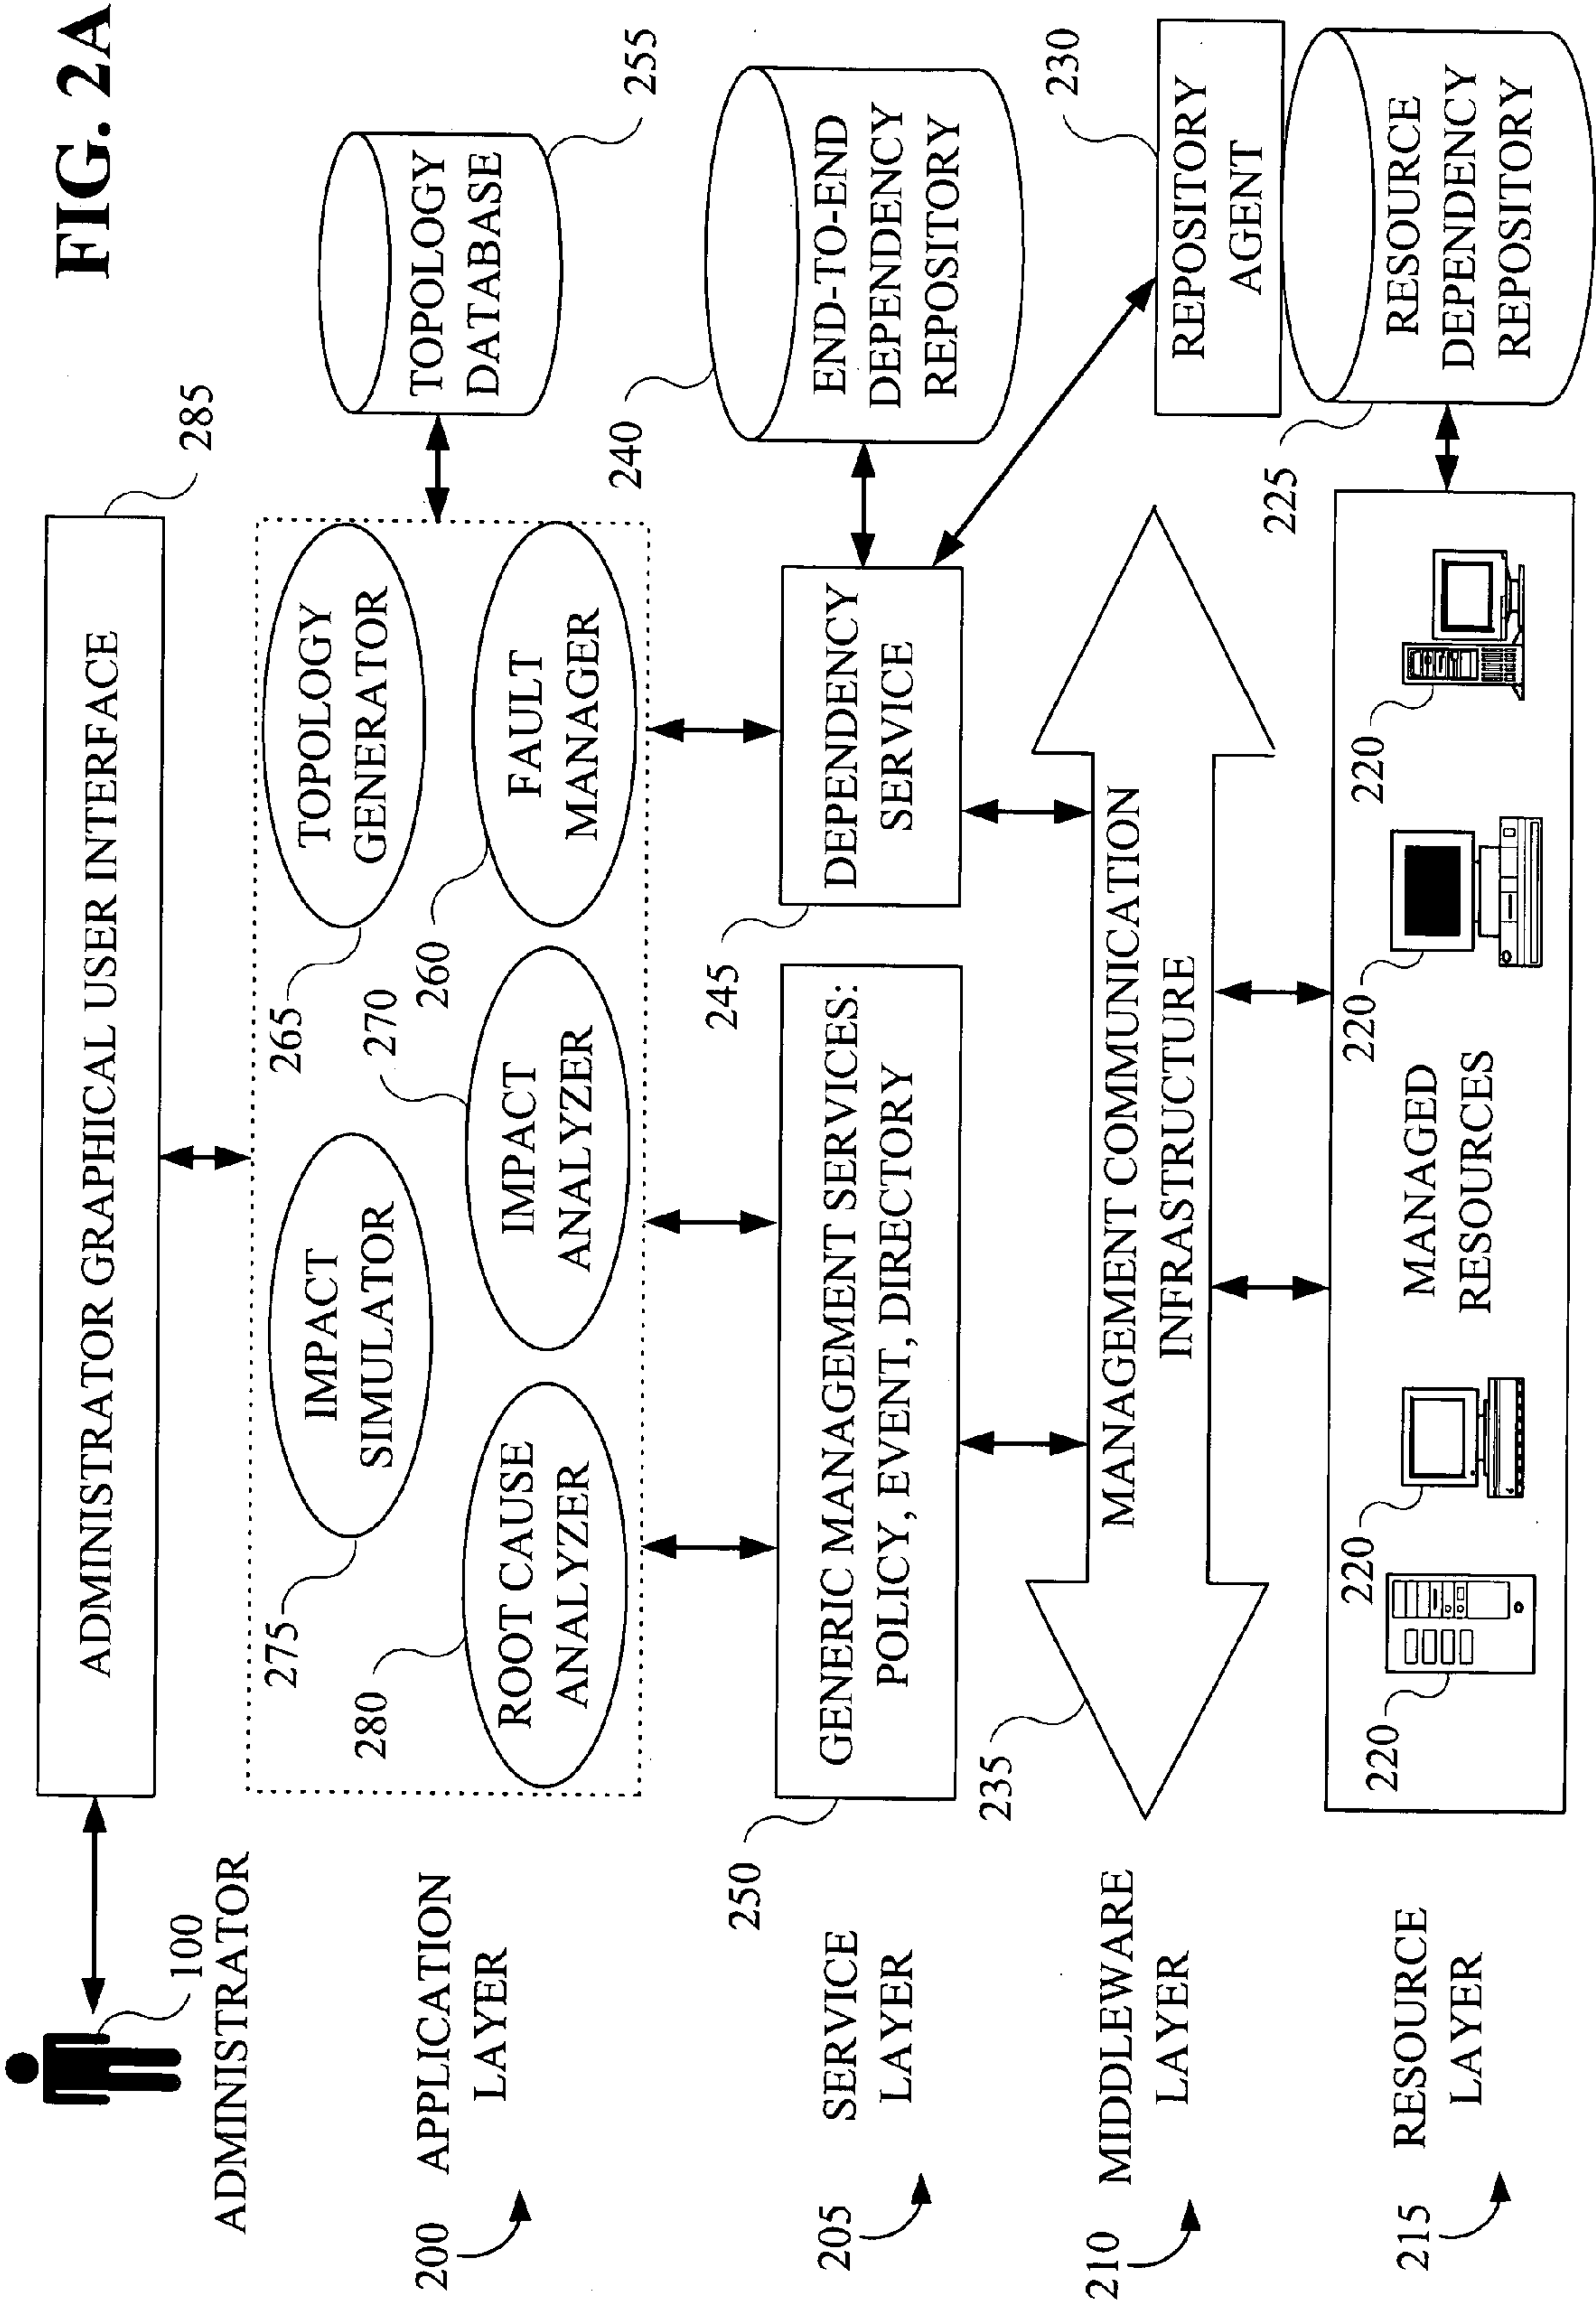 FIG. 2A
100
ADMINISTRATOR
ADMINISTRATOR GRAPHICAL USER INTERFACE
285
200
APPLICATION
LAYER
275
IMPACT
SIMULATOR
265
TOPOLOGY
GENERATOR
280
ROOT CAUSE
ANALYZER
270
IMPACT
ANALYZER
260
FAULT
MANAGER
TOPOLOGY
DATABASE
255
205
SERVICE
LAYER
250
GENERIC MANAGEMENT SERVICES:
POLICY, EVENT, DIRECTORY
245
DEPENDENCY
SERVICE
240
END-TO-END
DEPENDENCY
REPOSITORY
210
MIDDLEWARE
LAYER
235
MANAGEMENT COMMUNICATION
INFRASTRUCTURE
230
REPOSITORY
AGENT
215
RESOURCE
LAYER
220
220
MANAGED
RESOURCES
220
220
225
RESOURCE
DEPENDENCY
REPOSITORY